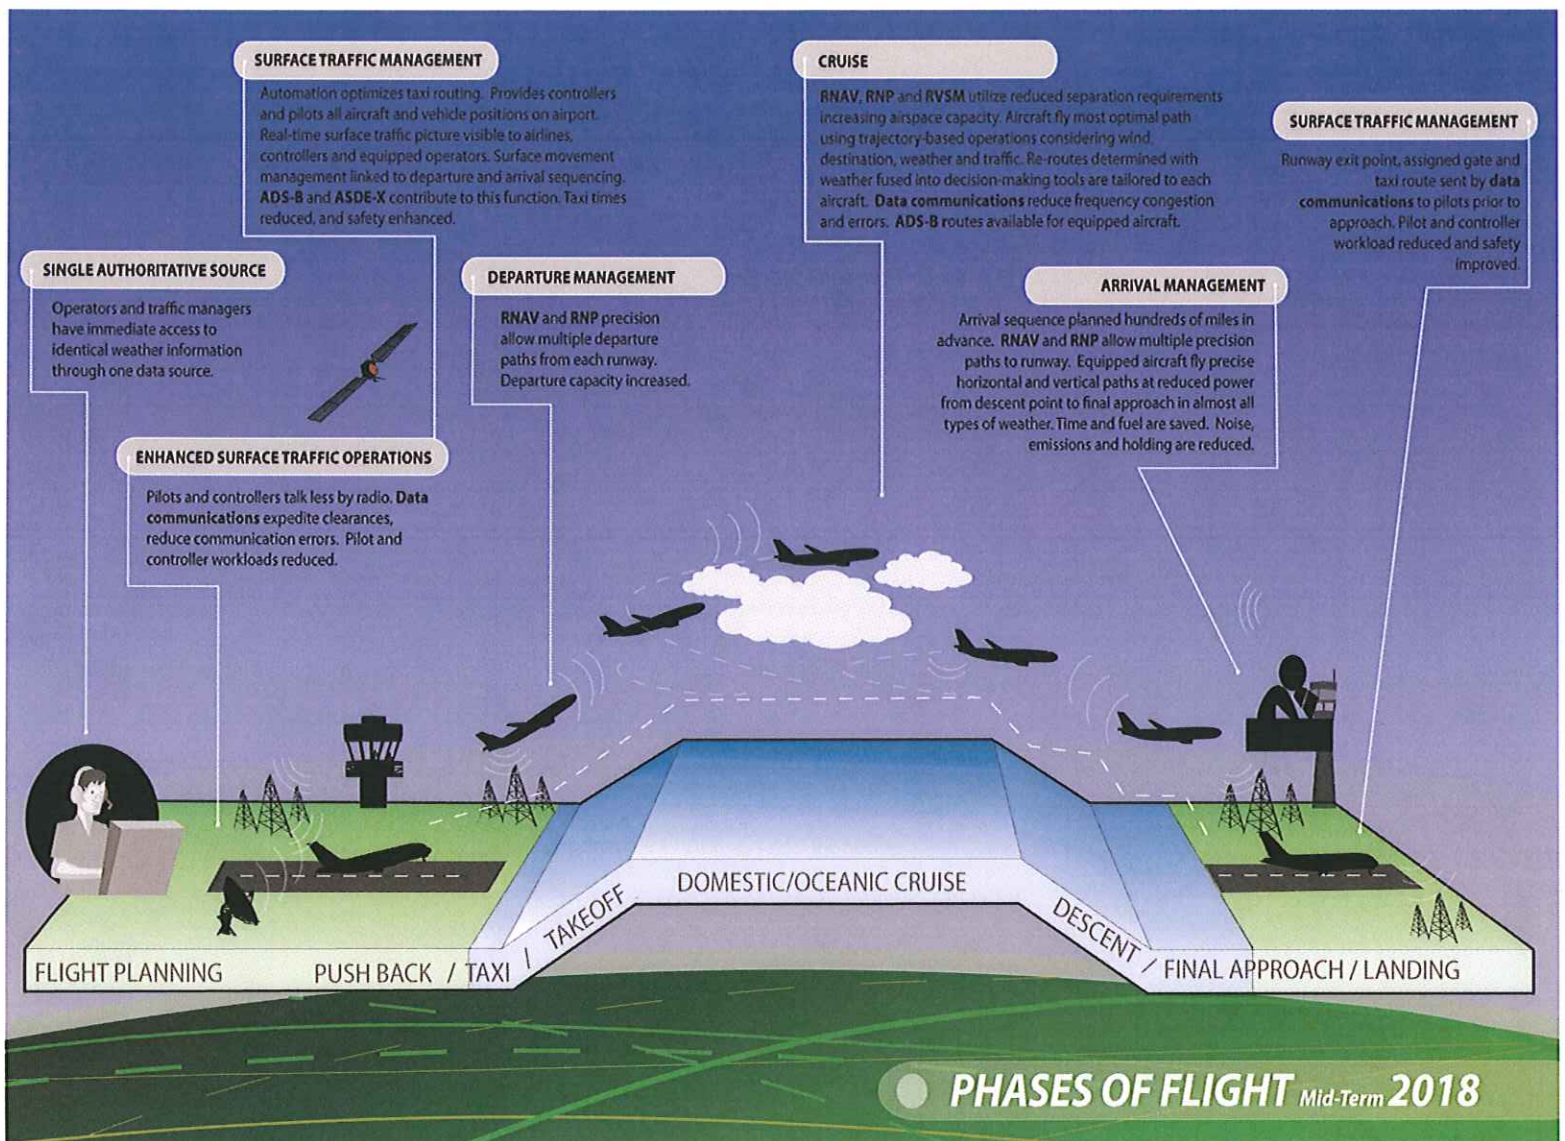 SURFACE TRAFFIC MANAGEMENT
Automation optimizes taxi routing. Provides controllers
and pilots all aircraft and vehicle positions on airport.
Real-time surface traffic picture visible to airlines,
controllers and equipped operators. Surface movement
management linked to departure and arrival sequencing.
ADS-B and ASDE-X contribute to this function. Taxi times
reduced, and safety enhanced.
CRUISE
RNAV, RNP and RVSM utilize reduced separation requirements
increasing airspace capacity. Aircraft fly most optimal path
using trajectory-based operations considering wind,
destination, weather and traffic. Re-routes determined with
weather fused into decision-making tools are tailored to each
aircraft. Data communications reduce frequency congestion
and errors. ADS-B routes available for equipped aircraft.
SURFACE TRAFFIC MANAGEMENT
Runway exit point, assigned gate and
taxi route sent by data
communications to pilots prior to
approach. Pilot and controller
workload reduced and safety
improved.
SINGLE AUTHORITATIVE SOURCE
Operators and traffic managers
have immediate access to
identical weather information
through one data source.
DEPARTURE MANAGEMENT
RNAV and RNP precision
allow multiple departure
paths from each runway.
Departure capacity increased.
ARRIVAL MANAGEMENT
Arrival sequence planned hundreds of miles in
advance. RNAV and RNP allow multiple precision
paths to runway. Equipped aircraft fly precise
horizontal and vertical paths at reduced power
from descent point to final approach in almost all
types of weather. Time and fuel are saved. Noise,
emissions and holding are reduced.
ENHANCED SURFACE TRAFFIC OPERATIONS
Pilots and controllers talk less by radio. Data
communications expedite clearances,
reduce communication errors. Pilot and
controller workloads reduced.
FLIGHT PLANNING
PUSH BACK / TAXI / TAKEOFF
DOMESTIC/OCEANIC CRUISE
DESCENT / FINAL APPROACH / LANDING
PHASES OF FLIGHT Mid-Term 2018